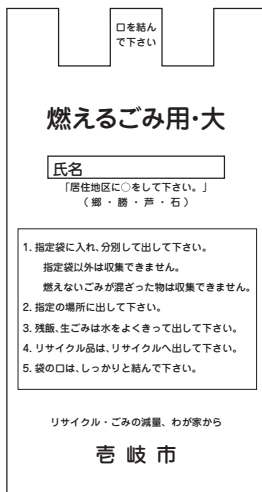 口を結ん
で下さい
燃えるごみ用・大
氏名
「居住地区に○をして下さい。」
（郷・勝・芦・石）
1. 指定袋に入れ、分別して出して下さい。
指定袋以外は収集できません。
燃えないごみが混ざった物は収集できません。
2. 指定の場所に出して下さい。
3. 残飯、生ごみは水をよくきって出して下さい。
4. リサイクル品は、リサイクルへ出して下さい。
5. 袋の口は、しっかりと結んで下さい。
リサイクル・ごみの減量、わが家から
壱岐市